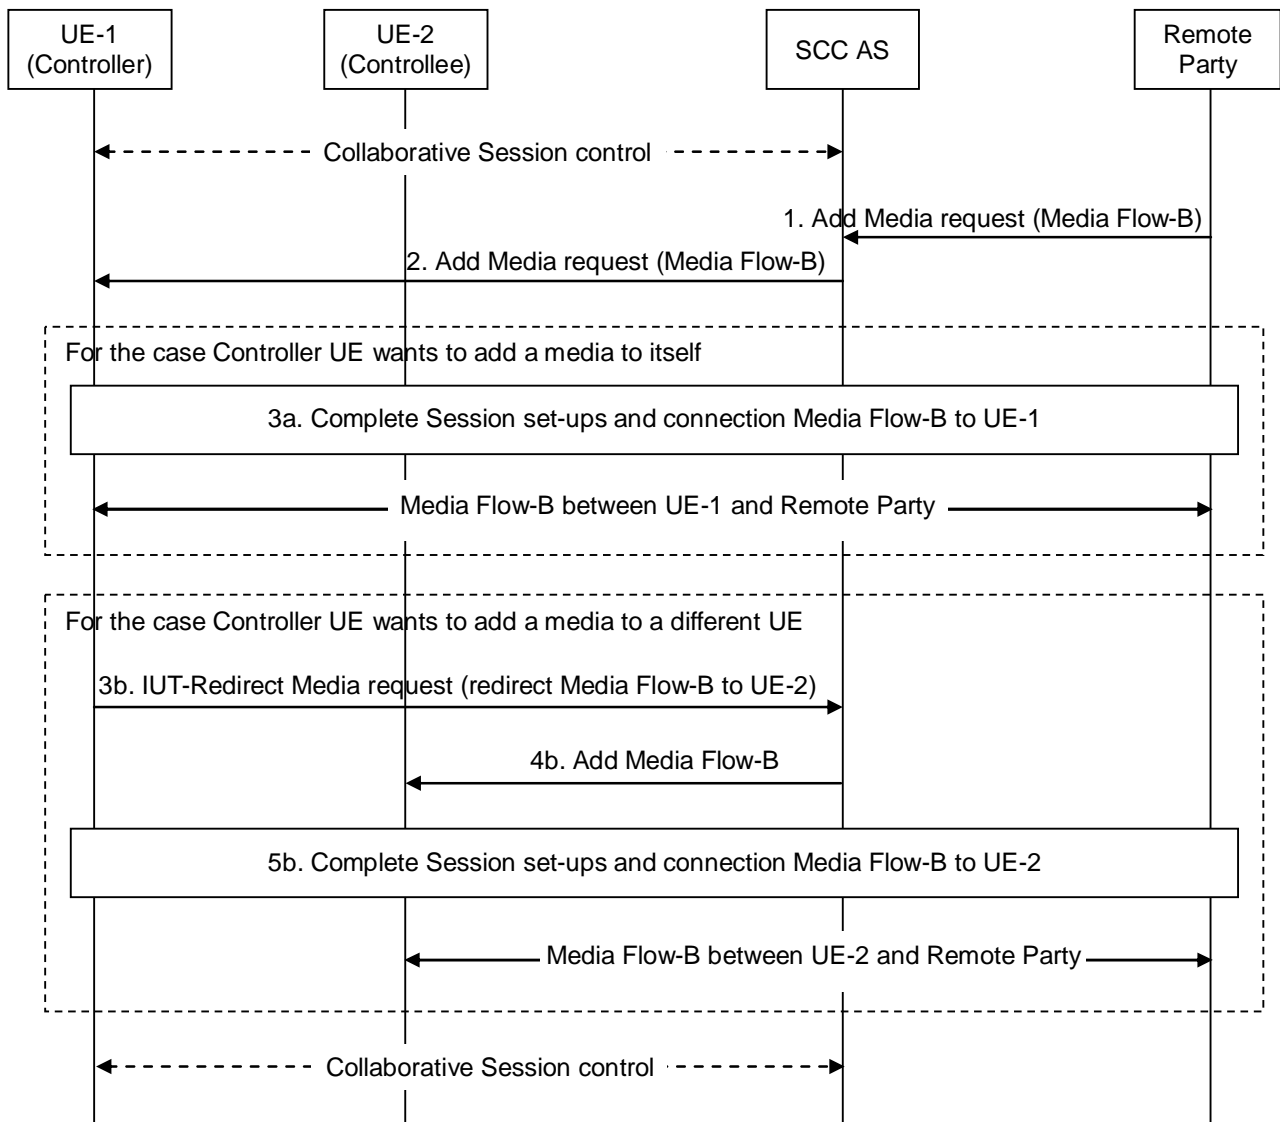 UE-1
(Controller)
UE-2
(Controllee)
SCC AS
Remote
Party
Collaborative Session control
1. Add Media request (Media Flow-B)
2. Add Media request (Media Flow-B)
For the case Controller UE wants to add a media to itself
3a. Complete Session set-ups and connection Media Flow-B to UE-1
Media Flow-B between UE-1 and Remote Party
For the case Controller UE wants to add a media to a different UE
3b. IUT-Redirect Media request (redirect Media Flow-B to UE-2)
4b. Add Media Flow-B
5b. Complete Session set-ups and connection Media Flow-B to UE-2
Media Flow-B between UE-2 and Remote Party
Collaborative Session control